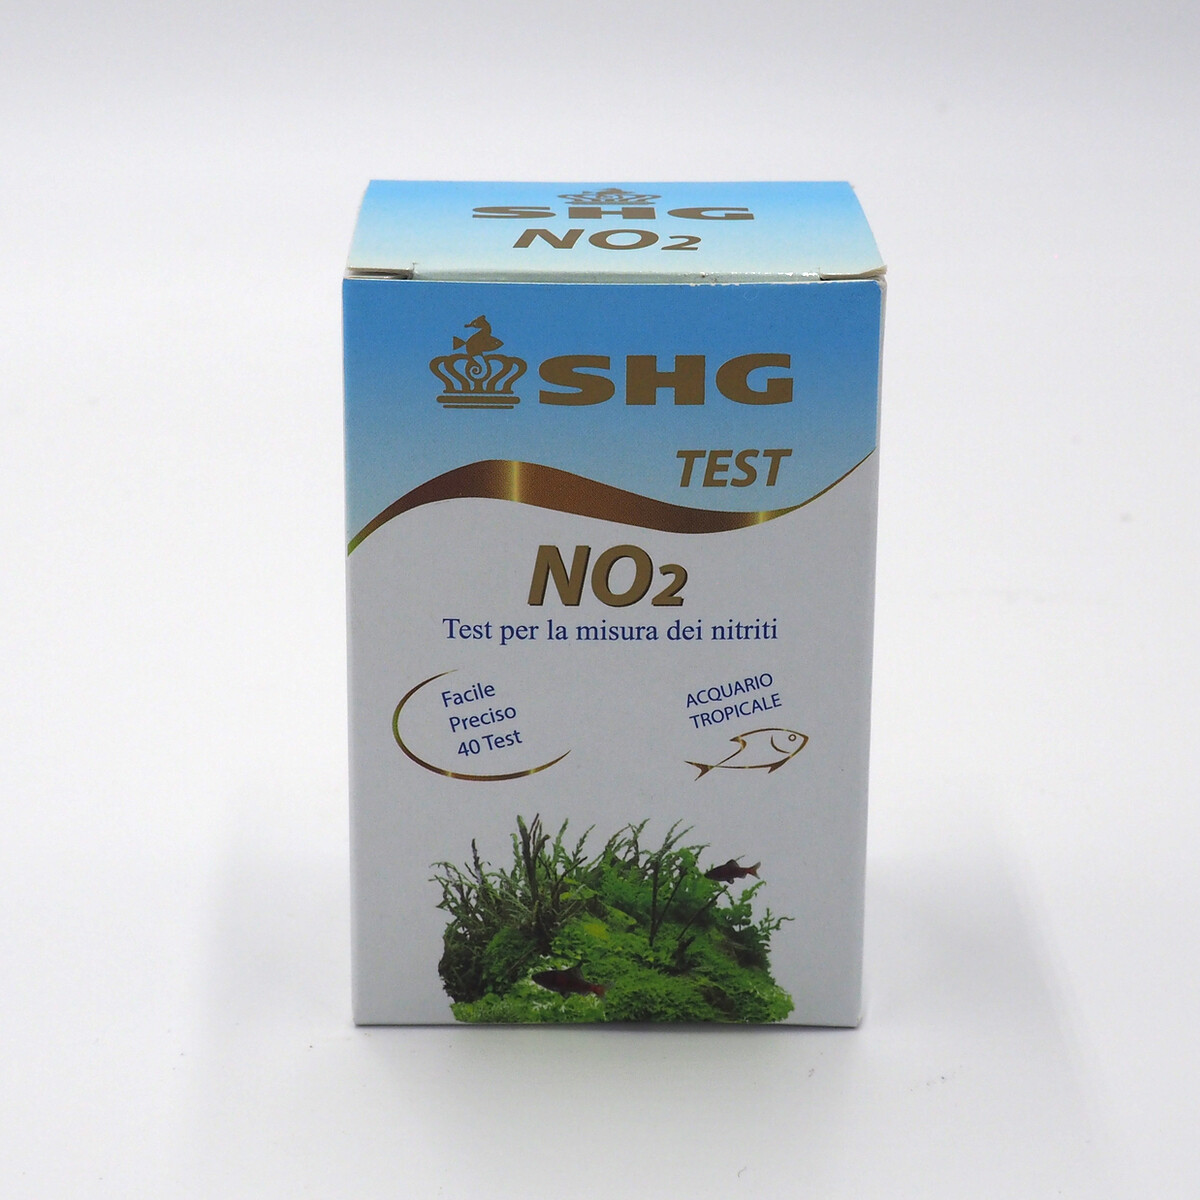 SHG
NO2
SHG
TEST
NO2
Test per la misura dei nitriti
Facile
Preciso
40 Test
ACQUARIO
TROPICALE